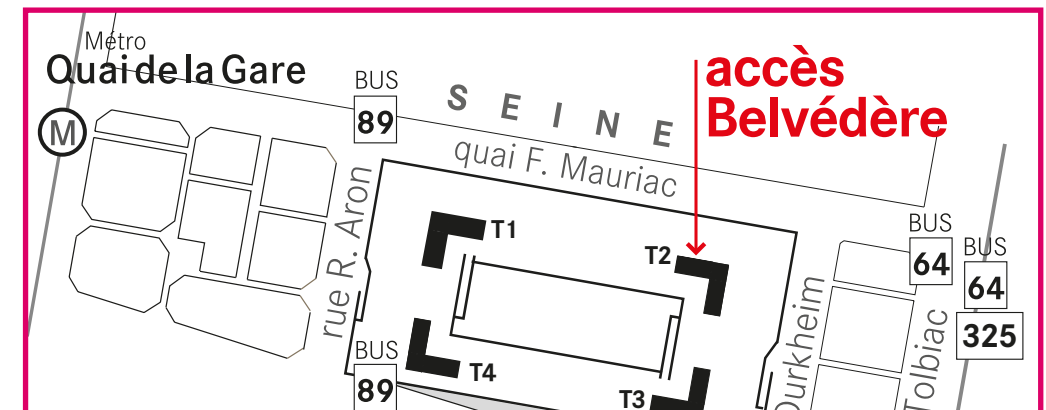 Métro
Quai de la Gare
M
BUS
89
SEINE
quai F. Mauriac
accès
Belvédère
rue R. Aron
T1
T2
BUS
64
BUS
64
325
Durkheim
Tolbiac
BUS
89
T4
T3